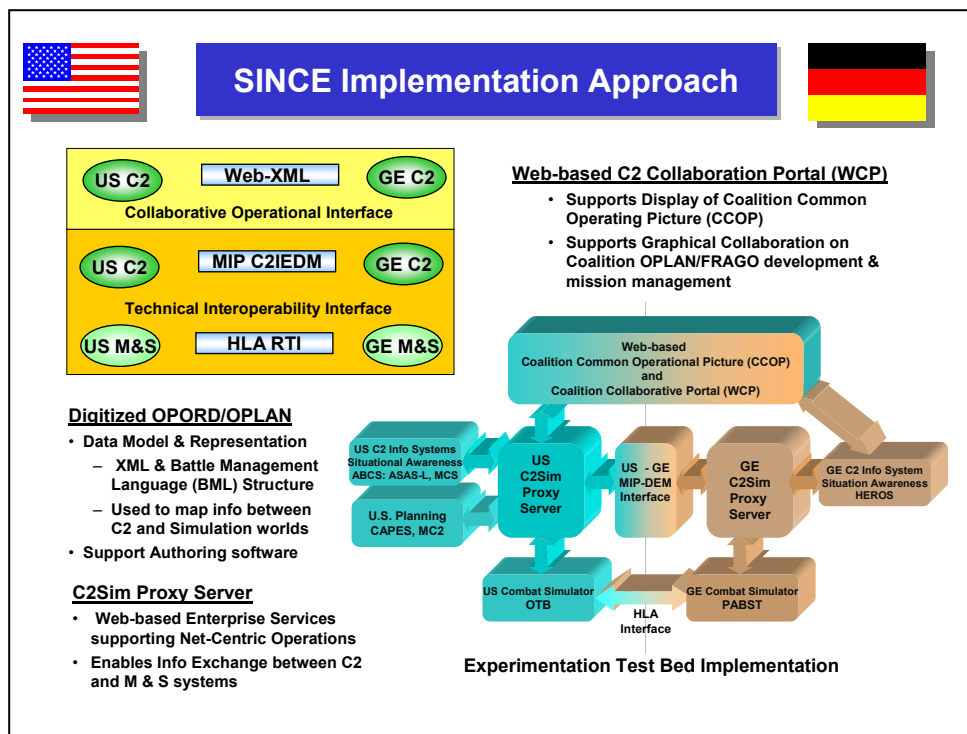 SINCE Implementation Approach
US C2
Web-XML
GE C2
Collaborative Operational Interface
US C2
MIP C2IEDM
GE C2
Technical Interoperability Interface
US M&S
HLA RTI
GE M&S
Web-based C2 Collaboration Portal (WCP)
• Supports Display of Coalition Common
Operating Picture (CCOP)
• Supports Graphical Collaboration on
Coalition OPLAN/FRAGO development &
mission management
Digitized OPORD/OPLAN
• Data Model & Representation
– XML & Battle Management
Language (BML) Structure
– Used to map info between
C2 and Simulation worlds
• Support Authoring software
C2Sim Proxy Server
• Web-based Enterprise Services
supporting Net-Centric Operations
• Enables Info Exchange between C2
and M & S systems
Web-based
Coalition Common Operational Picture (CCOP)
and
Coalition Collaborative Portal (WCP)
US C2 Info Systems
Situational Awareness
ABCS: ASAS-L, MCS
U.S. Planning
CAPES, MC2
US
C2Sim
Proxy
Server
US - GE
MIP-DEM
Interface
GE
C2Sim
Proxy
Server
GE C2 Info System
Situation Awareness
HEROS
US Combat Simulator
OTB
HLA
Interface
GE Combat Simulator
PABST
Experimentation Test Bed Implementation